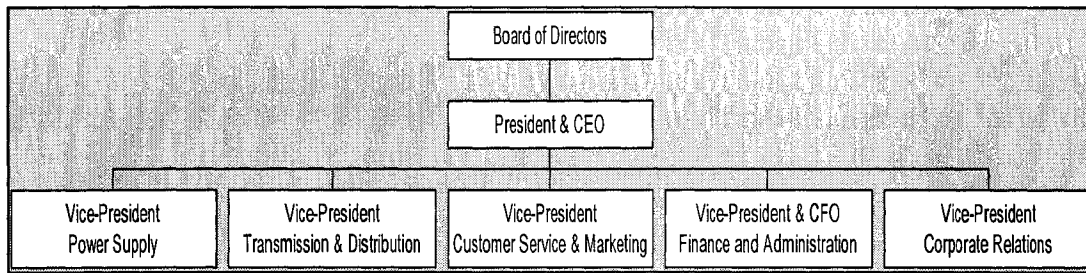 Board of Directors
President & CEO
Vice-President
Power Supply
Vice-President
Transmission & Distribution
Vice-President
Customer Service & Marketing
Vice-President & CFO
Finance and Administration
Vice-President
Corporate Relations